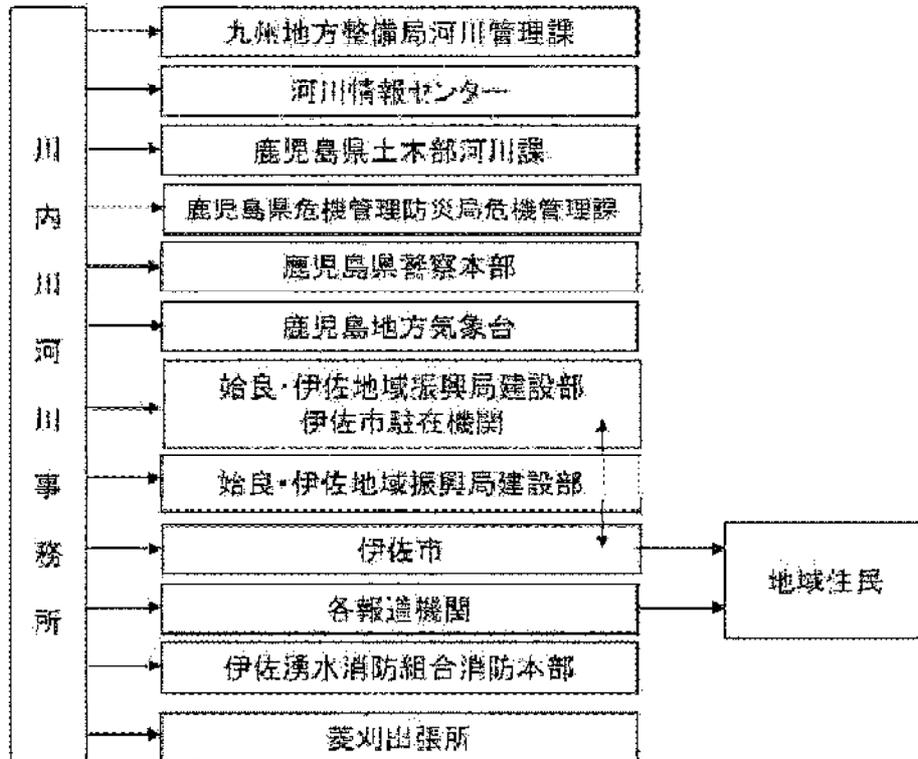 川内川河川事務所
九州地方整備局河川管理課
河川情報センター
鹿児島県土木部河川課
鹿児島県危機管理防災局危機管理課
鹿児島県警察本部
鹿児島地方気象台
姶良・伊佐地域振興局建設部
伊佐市駐在機関
姶良・伊佐地域振興局建設部
伊佐市
各報道機関
伊佐湧水消防組合消防本部
菱刈出張所
地域住民